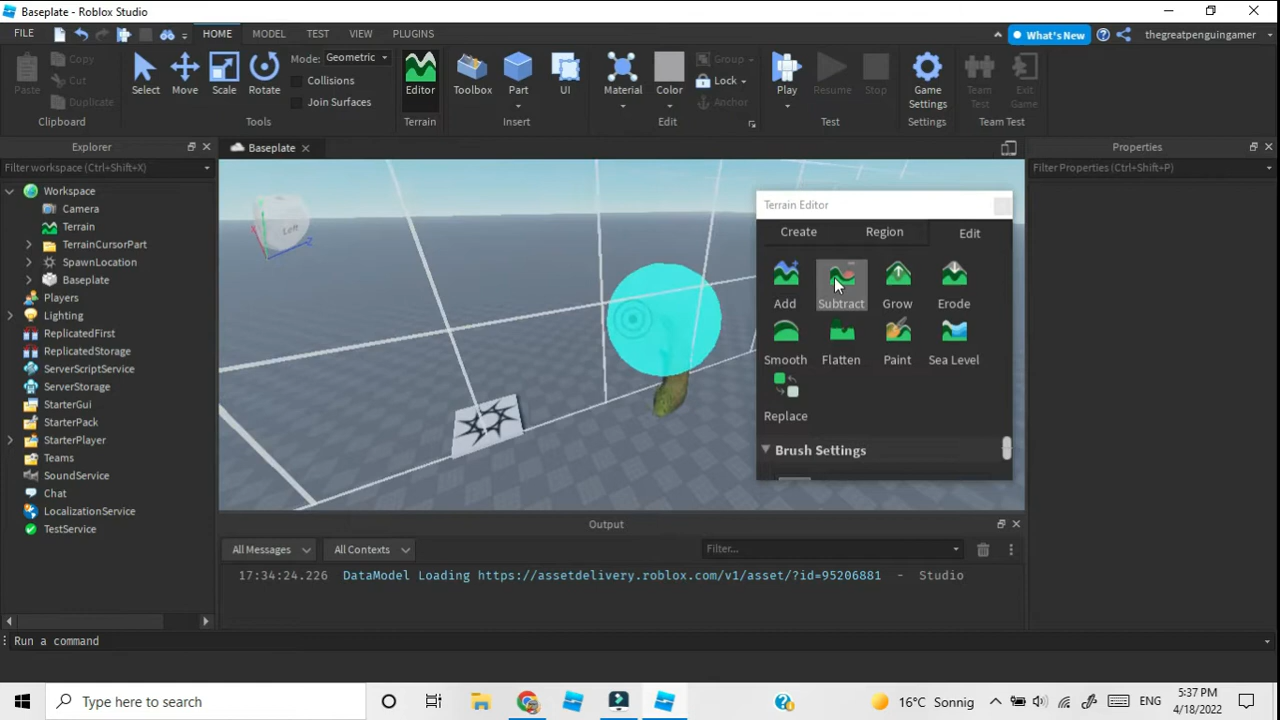 Baseplate - Roblox Studio
FILE HOME MODEL TEST VIEW PLUGINS What's New thegreatpenguingamer
Paste Copy Cut Duplicate
Clipboard
Select Move Scale Rotate
Mode: Geometric
Collisions
Join Surfaces
Tools
Editor
Terrain
Toolbox Part UI
Insert
Material Color Group Lock Anchor
Edit
Play Resume Stop
Test
Game Settings
Settings
Team Test Exit Game
Team Test
Explorer
Filter workspace (Ctrl+Shift+X)
Workspace
Camera
Terrain
TerrainCursorPart
SpawnLocation
Baseplate
Players
Lighting
ReplicatedFirst
ReplicatedStorage
ServerScriptService
ServerStorage
StarterGui
StarterPack
StarterPlayer
Teams
SoundService
Chat
LocalizationService
TestService
Baseplate
Left
Z
Terrain Editor
Create Region Edit
Add Subtract Grow Erode
Smooth Flatten Paint Sea Level
Replace
Brush Settings
Properties
Filter Properties (Ctrl+Shift+P)
Output
All Messages All Contexts Filter...
17:34:24.226 DataModel Loading https://assetdelivery.roblox.com/v1/asset/?id=95206881 - Studio
Run a command
Type here to search
16°C Sonnig ENG
5:37 PM
4/18/2022